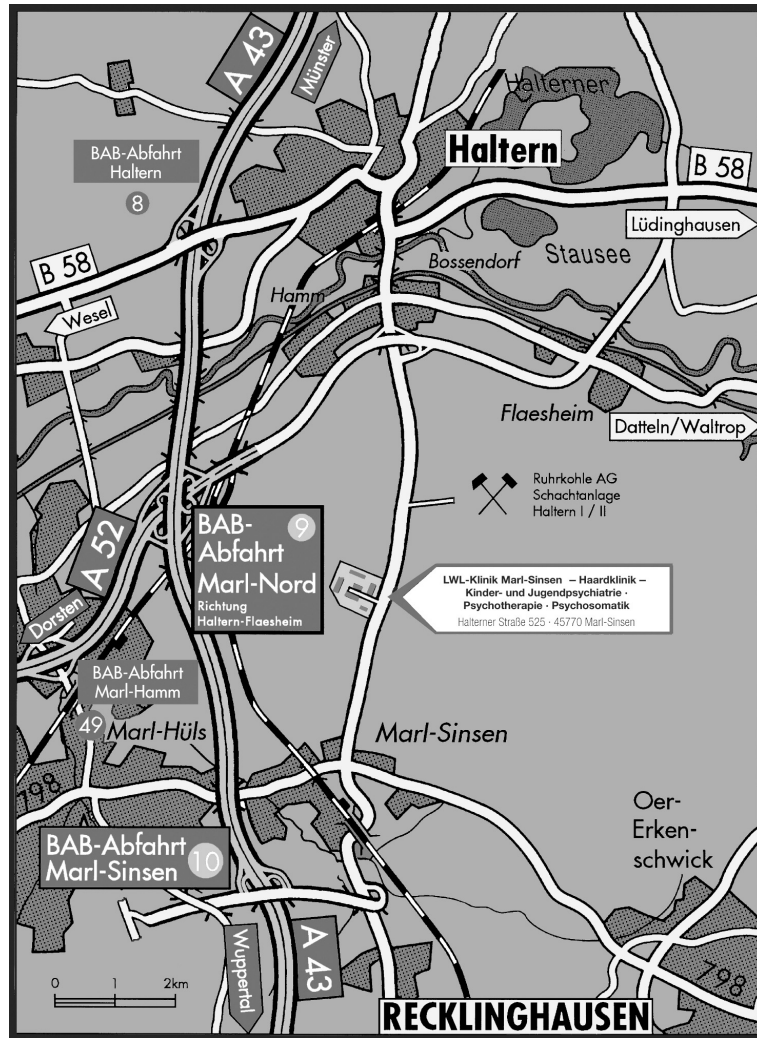 A 43
Münster
Halterner
Haltern
BAB-Abfahrt
Haltern
8
B 58
Lüdinghausen
B 58
Bossendorf
Stausee
Hamm
Wesel
Flaesheim
Datteln/Waltrop
Ruhrkohle AG
Schachtanlage
Haltern I / II
A 52
BAB-
Abfahrt
9
Marl-Nord
Richtung
Haltern-Flaesheim
LWL-Klinik Marl-Sinsen – Haardklinik –
Kinder- und Jugendpsychiatrie ·
Psychotherapie · Psychosomatik
Halterner Straße 525 · 45770 Marl-Sinsen
Dorsten
BAB-Abfahrt
Marl-Hamm
49
Marl-Hüls
Marl-Sinsen
798
Oer-
Erken-
schwick
BAB-Abfahrt
Marl-Sinsen
10
Wuppertal
A 43
798
0 1 2km
RECKLINGHAUSEN